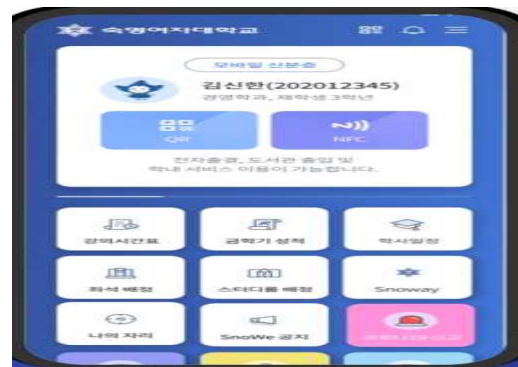 숙명여자대학교
모바일 신분증
김신한(202012345)
경영학과, 재학생 3학년
QR
NFC
전자출결, 도서관 출입 및
학내 서비스 이용이 가능합니다.
강의시간표
금학기 성적
학사일정
좌석 배정
스터디룸 배정
Snoway
나의 자리
SnoWe 공지